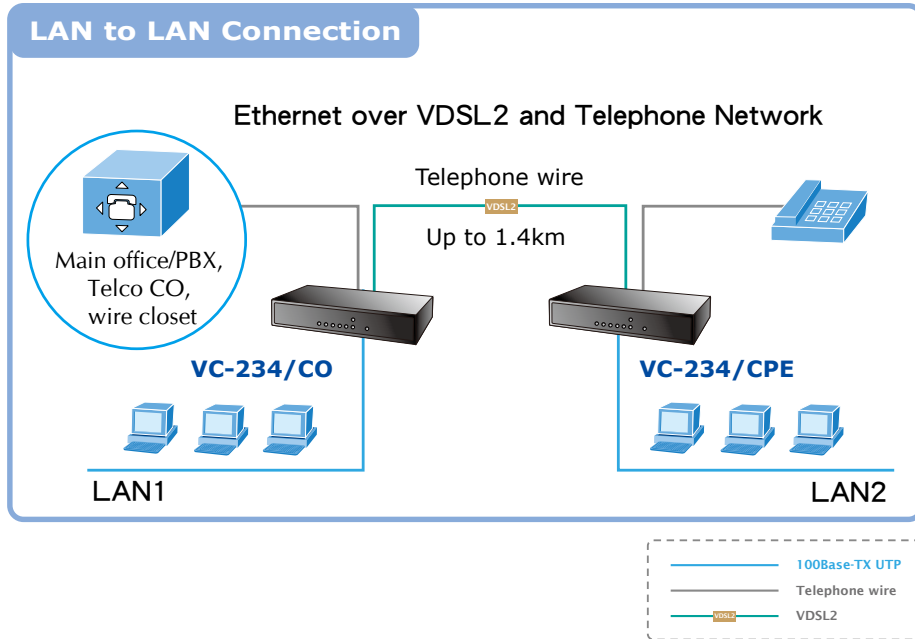 LAN to LAN Connection
Ethernet over VDSL2 and Telephone Network
Telephone wire
VDSL2
Up to 1.4km
Main office/PBX,
Telco CO,
wire closet
VC-234/CO
VC-234/CPE
LAN1
LAN2
100Base-TX UTP
Telephone wire
VDSL2
VDSL2